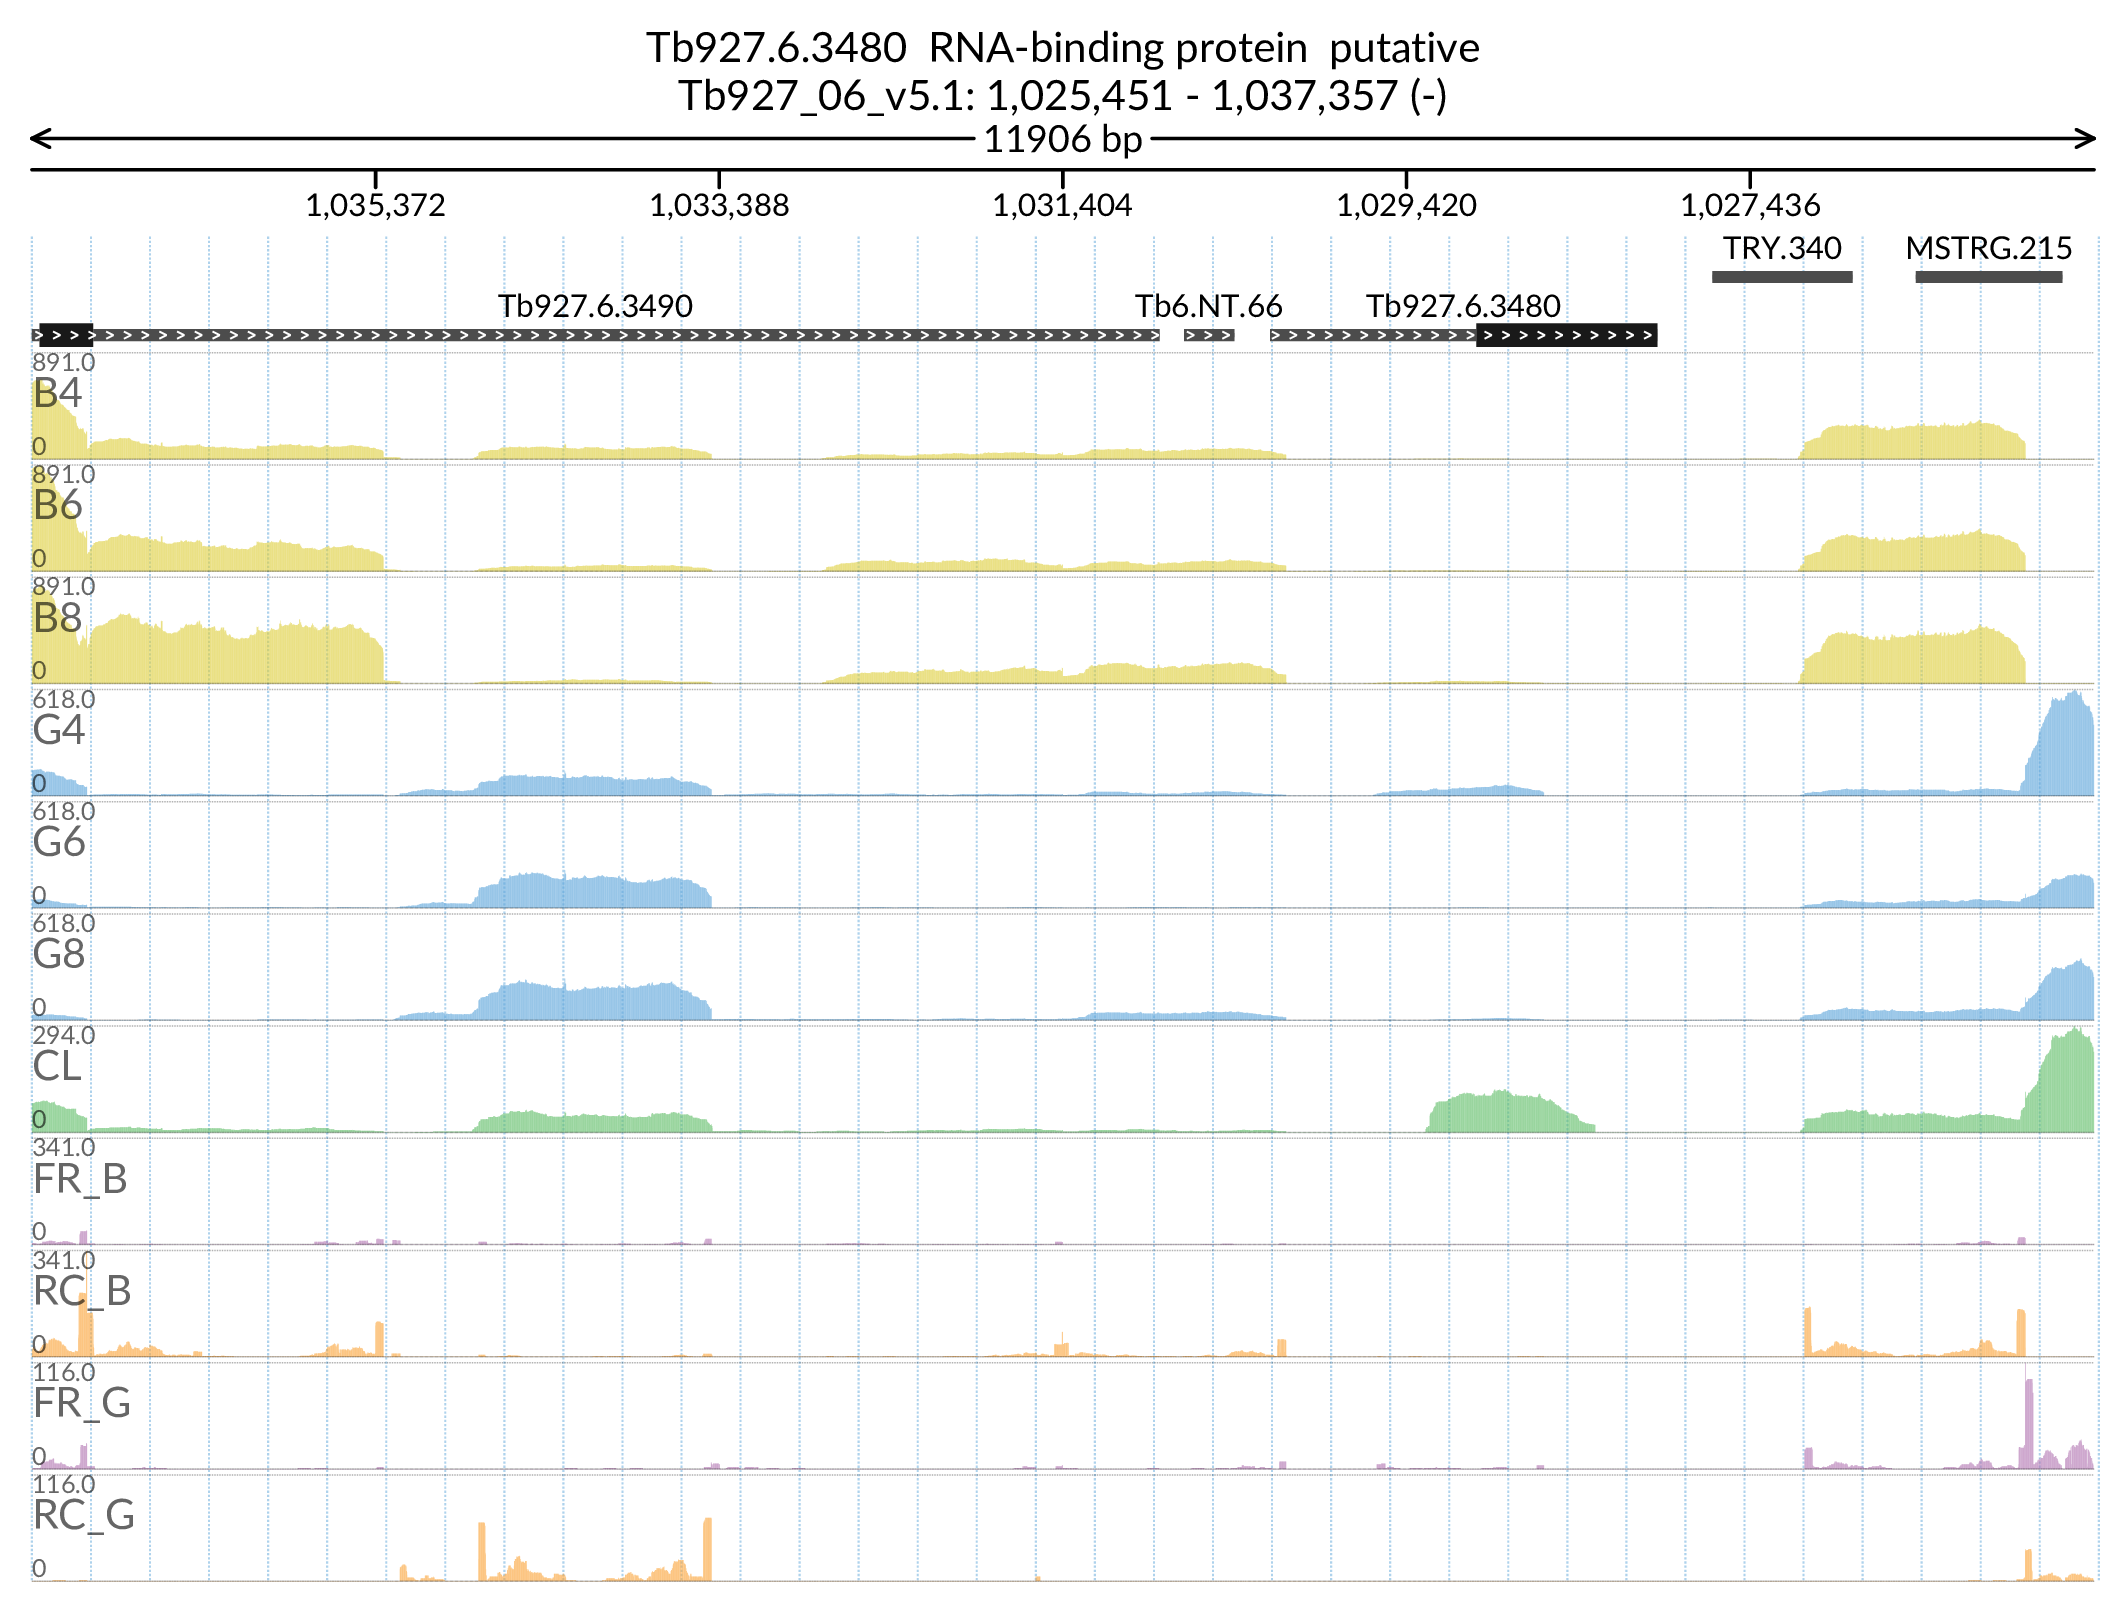 Tb927.6.3480  RNA-binding protein  putative
Tb927_06_v5.1: 1,025,451 - 1,037,357 (-)
11906 bp
1,035,372 1,033,388 1,031,404 1,029,420 1,027,436
TRY.340 MSTRG.215
Tb927.6.3490 Tb6.NT.66 Tb927.6.3480
891.0
B4
0
891.0
B6
0
891.0
B8
0
618.0
G4
0
618.0
G6
0
618.0
G8
0
294.0
CL
0
341.0
FR_B
0
341.0
RC_B
0
116.0
FR_G
0
116.0
RC_G
0